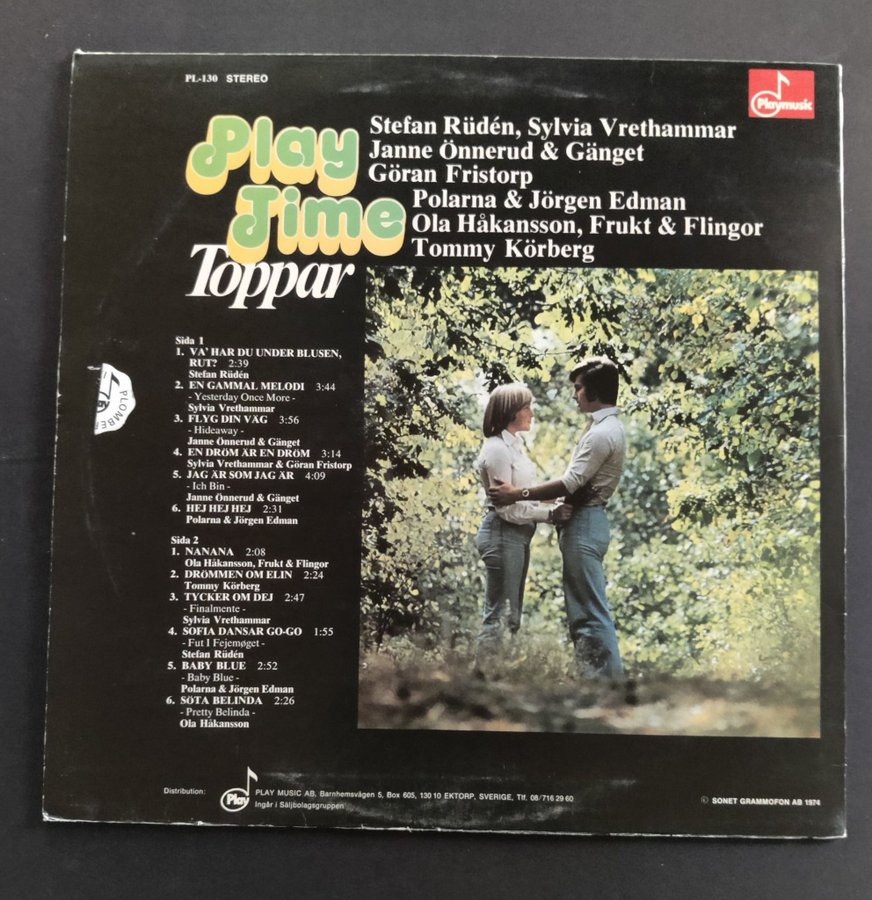 PL-130 STEREO
Playmusic
Play
Time
Toppar
Stefan Rüdén, Sylvia Vrethammar
Janne Önnerud & Gänget
Göran Fristorp
Polarna & Jörgen Edman
Ola Håkansson, Frukt & Flingor
Tommy Körberg
Sida 1
1. VA' HAR DU UNDER BLUSEN,
RUT? 2:39
Stefan Rüdén
2. EN GAMMAL MELODI 3:44
- Yesterday Once More -
Sylvia Vrethammar
3. FLYG DIN VÄG 3:56
- Hideaway -
Janne Önnerud & Gänget
4. EN DRÖM ÄR EN DRÖM 3:14
Sylvia Vrethammar & Göran Fristorp
5. JAG ÄR SOM JAG ÄR 4:09
- Ich Bin -
Janne Önnerud & Gänget
6. HEJ HEJ HEJ 2:31
Polarna & Jörgen Edman
Sida 2
1. NANANA 2:08
Ola Håkansson, Frukt & Flingor
2. DRÖMMEN OM ELIN 2:24
Tommy Körberg
3. TYCKER OM DEJ 2:47
- Finalmente -
Sylvia Vrethammar
4. SOFIA DANSAR GO-GO 1:55
- Fut I Fejemøget -
Stefan Rüdén
5. BABY BLUE 2:52
- Baby Blue -
Polarna & Jörgen Edman
6. SÖTA BELINDA 2:26
- Pretty Belinda -
Ola Håkansson
PLOMBE
Distribution:
Play
PLAY MUSIC AB, Barnhemsvägen 5, Box 605, 130 10 EKTORP, SVERIGE, Tlf. 08/716 29 60
Ingår i Säljbolagsgruppen
© SONET GRAMMOFON AB 1974